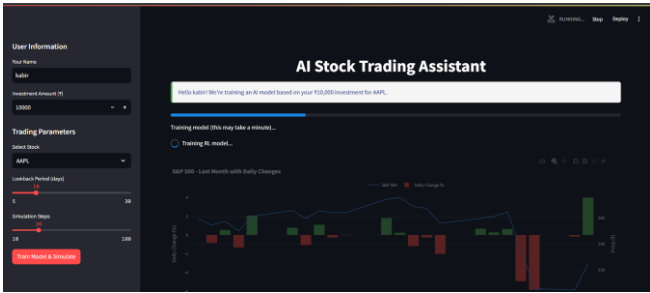 RUNNING... Stop Deploy
User Information
Your Name
kabir
Investment Amount (₹)
10000
Trading Parameters
Select Stock
AAPL
Lookback Period (days)
10
5 30
Simulation Steps
10 100
Train Model & Simulate
AI Stock Trading Assistant
Hello kabir! We're training an AI model based on your ₹10,000 investment for AAPL.
Training model (this may take a minute)...
Training RL model...
S&P 500 - Last Month with Daily Changes
S&P 500 Daily Change %
Daily Change (%)
Price (₹)